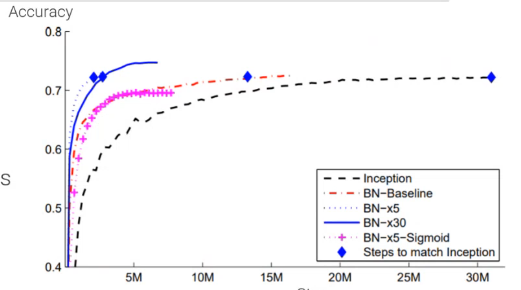 Accuracy
0.8
0.7
0.6
0.5
0.4
S
5M
10M
15M
20M
25M
30M
Inception
BN-Baseline
BN-x5
BN-x30
BN-x5-Sigmoid
Steps to match Inception